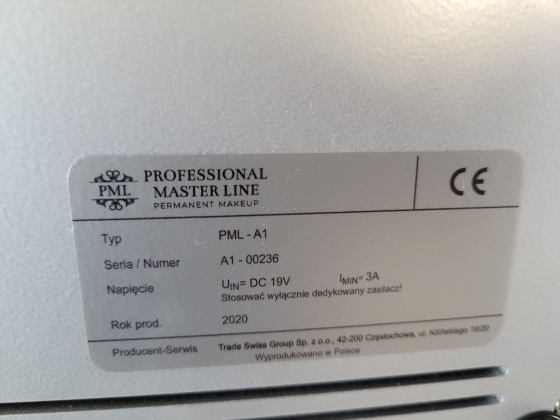 PML PROFESSIONAL
MASTER LINE
PERMANENT MAKEUP
CE
Typ PML - A1
Seria / Numer A1 - 00236
Napięcie UIN= DC 19V IMIN= 3A
Stosować wyłącznie dedykowany zasilacz!
Rok prod. 2020
Producent-Serwis Trade Swiss Group Sp. z o.o., 42-200 Częstochowa, ul. Kilińskiego 18/20
Wyprodukowano w Polsce